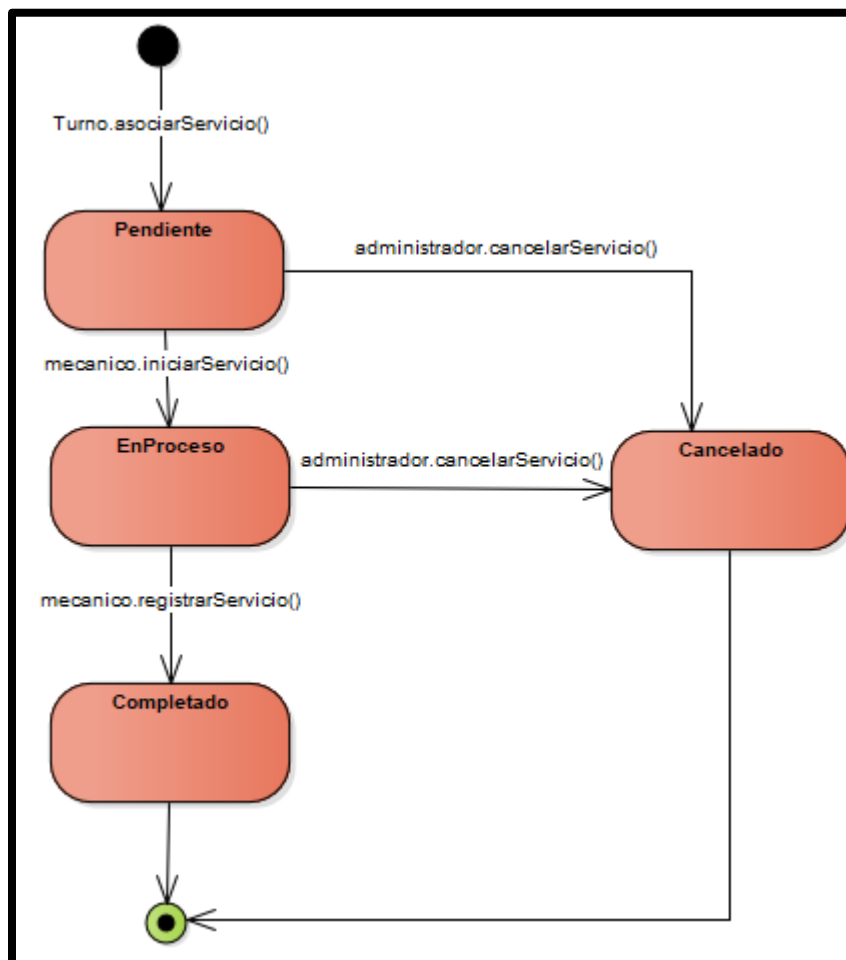 Turno.asociarServicio()
Pendiente
administrador.cancelarServicio()
mecanico.iniciarServicio()
EnProceso
administrador.cancelarServicio()
Cancelado
mecanico.registrarServicio()
Completado